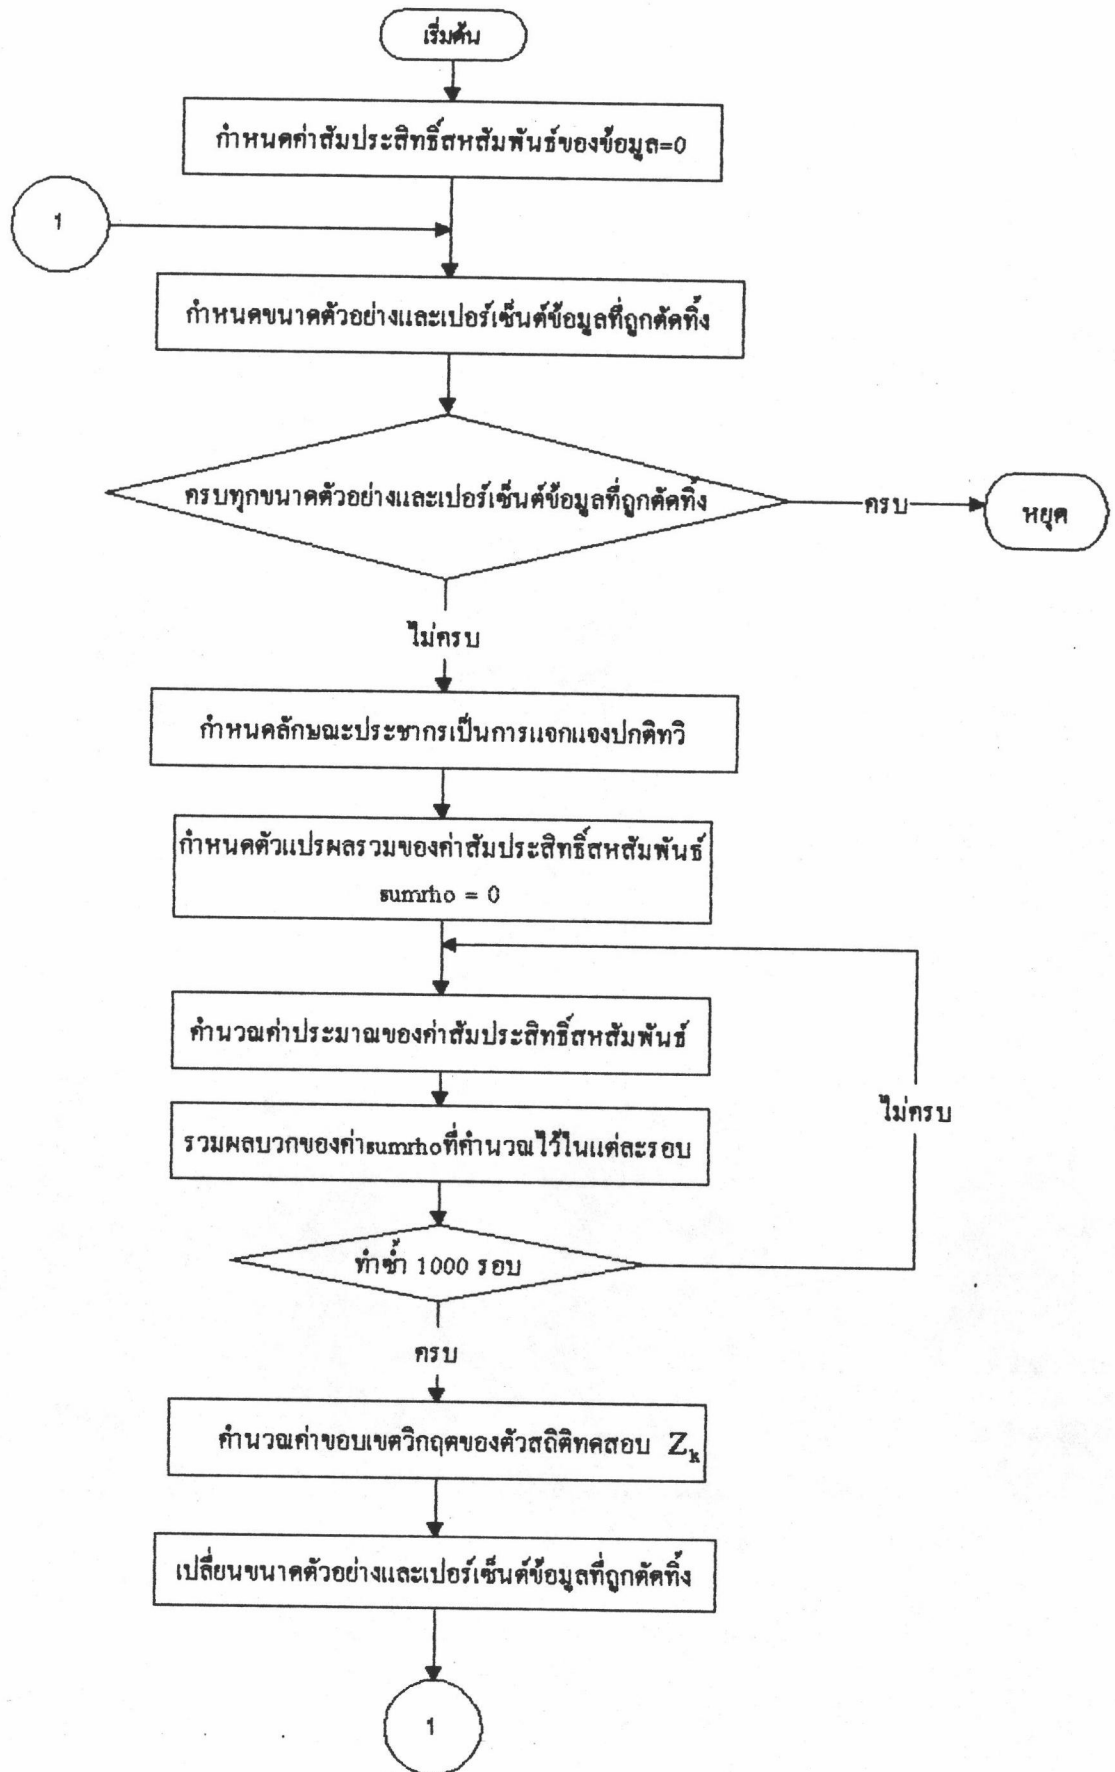 เริ่มต้น
กำหนดค่าสัมประสิทธิ์สหสัมพันธ์ของข้อมูล=0
1
กำหนดขนาดตัวอย่างและเปอร์เซ็นต์ข้อมูลที่ถูกตัดทิ้ง
ครบทุกขนาดตัวอย่างและเปอร์เซ็นต์ข้อมูลที่ถูกตัดทิ้ง
ครบ
หยุด
ไม่ครบ
กำหนดลักษณะประชากรเป็นการแจกแจงปกติทวิ
กำหนดตัวแปรผลรวมของค่าสัมประสิทธิ์สหสัมพันธ์
sumrho = 0
คำนวณค่าประมาณของค่าสัมประสิทธิ์สหสัมพันธ์
ไม่ครบ
รวมผลบวกของค่าsumrhoที่คำนวณไว้ในแต่ละรอบ
ทำซ้ำ 1000 รอบ
ครบ
คำนวณค่าขอบเขตวิกฤตของตัวสถิติทดสอบ Zk
เปลี่ยนขนาดตัวอย่างและเปอร์เซ็นต์ข้อมูลที่ถูกตัดทิ้ง
1